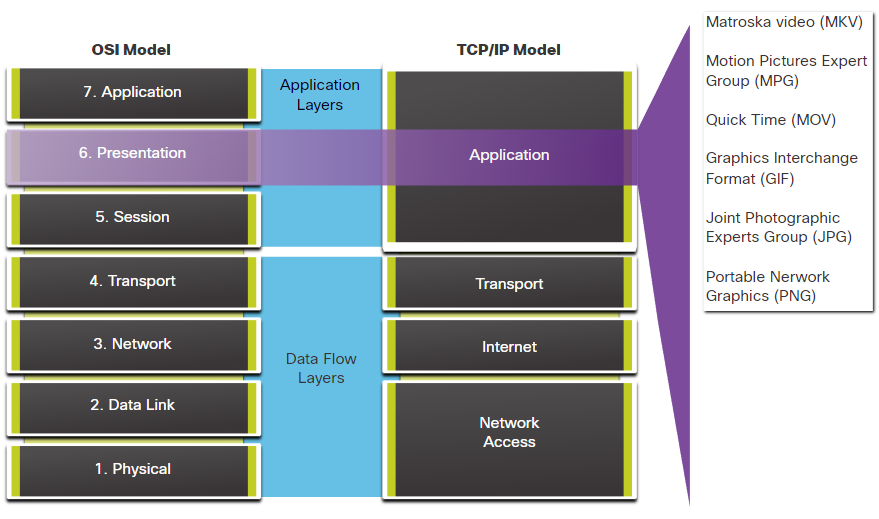 OSI Model
TCP/IP Model
7. Application
6. Presentation
5. Session
4. Transport
3. Network
2. Data Link
1. Physical
Application
Layers
Data Flow
Layers
Application
Transport
Internet
Network
Access
Matroska video (MKV)
Motion Pictures Expert
Group (MPG)
Quick Time (MOV)
Graphics Interchange
Format (GIF)
Joint Photographic
Experts Group (JPG)
Portable Nerwork
Graphics (PNG)